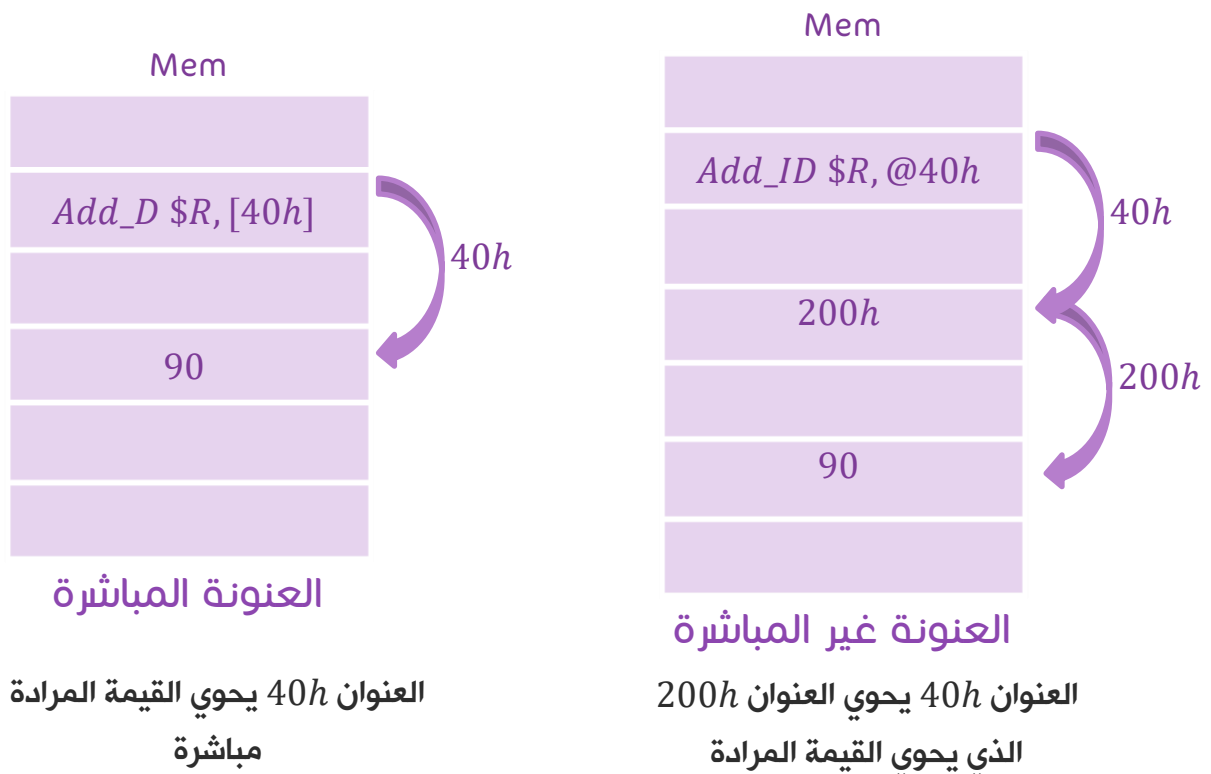 Mem
Add_D $R, [40h]
40h
90
العنونة المباشرة
العنوان 40h يحوي القيمة المرادة
مباشرة
Mem
Add_ID $R, @40h
40h
200h
200h
90
العنونة غير المباشرة
العنوان 40h يحوي العنوان 200h
الذي يحوي القيمة المرادة